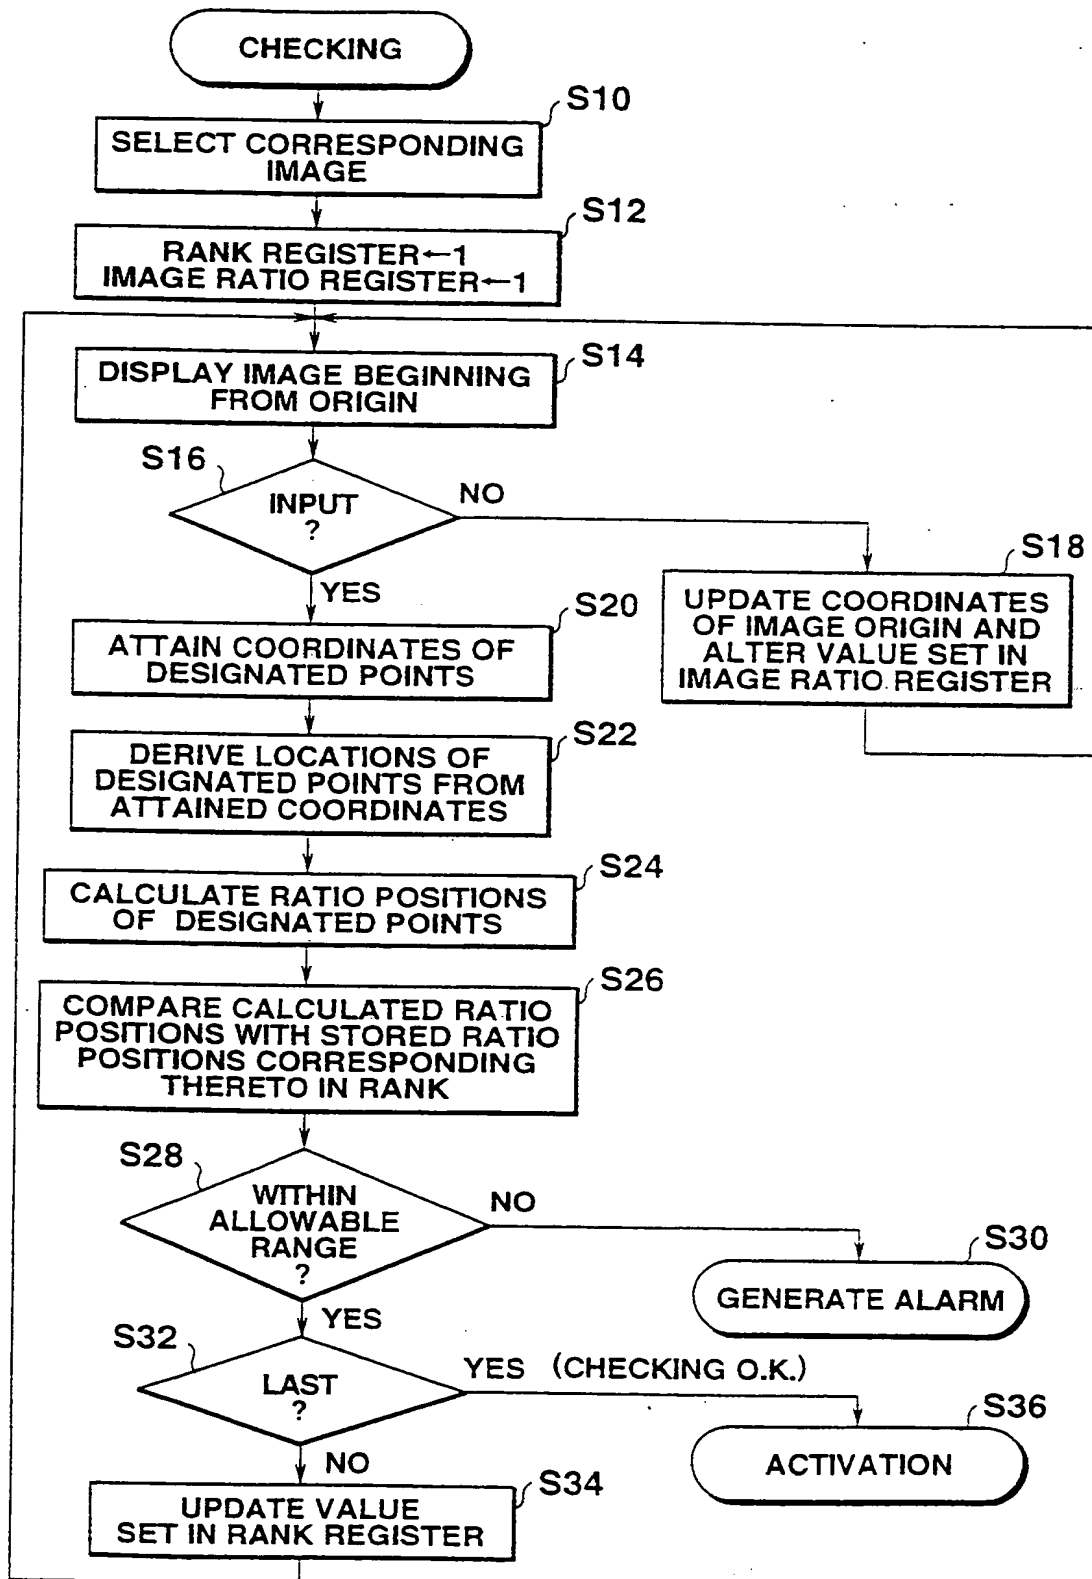 CHECKING
S10
SELECT CORRESPONDING
IMAGE
S12
RANK REGISTER←1
IMAGE RATIO REGISTER←1
S14
DISPLAY IMAGE BEGINNING
FROM ORIGIN
S16
INPUT
?
NO
YES
S18
UPDATE COORDINATES
OF IMAGE ORIGIN AND
ALTER VALUE SET IN
IMAGE RATIO REGISTER
S20
ATTAIN COORDINATES OF
DESIGNATED POINTS
S22
DERIVE LOCATIONS OF
DESIGNATED POINTS FROM
ATTAINED COORDINATES
S24
CALCULATE RATIO POSITIONS
OF DESIGNATED POINTS
S26
COMPARE CALCULATED RATIO
POSITIONS WITH STORED RATIO
POSITIONS CORRESPONDING
THERETO IN RANK
S28
WITHIN
ALLOWABLE
RANGE
?
NO
YES
S30
GENERATE ALARM
S32
LAST
?
YES (CHECKING O.K.)
NO
S36
ACTIVATION
S34
UPDATE VALUE
SET IN RANK REGISTER